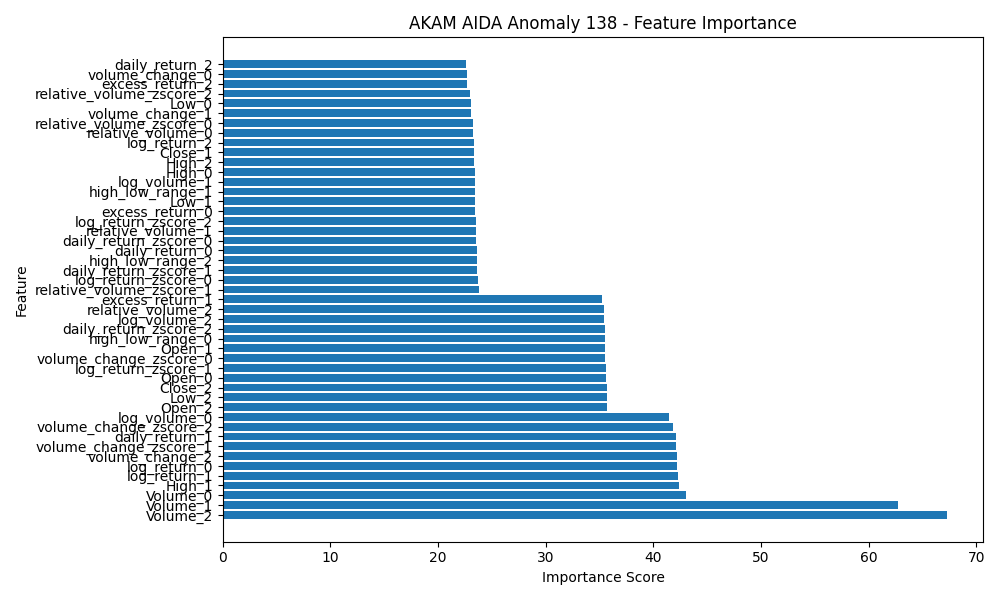 AKAM AIDA Anomaly 138 - Feature Importance
daily_return_2
volume_change_0
excess_return_2
relative_volume_zscore_2
Low_0
volume_change_1
relative_volume_zscore_0
relative_volume_0
log_return_2
Close_1
High_2
High_0
log_volume_1
high_low_range_1
Low_1
excess_return_0
log_return_zscore_2
relative_volume_1
daily_return_zscore_0
daily_return_0
high_low_range_2
daily_return_zscore_1
log_return_zscore_0
relative_volume_zscore_1
excess_return_1
relative_volume_2
log_volume_2
daily_return_zscore_2
high_low_range_0
Open_1
volume_change_zscore_0
log_return_zscore_1
Open_0
Close_2
Low_2
Open_2
log_volume_0
volume_change_zscore_2
daily_return_1
volume_change_zscore_1
volume_change_2
log_return_0
log_return_1
High_1
Volume_0
Volume_1
Volume_2
Feature
0 10 20 30 40 50 60 70
Importance Score